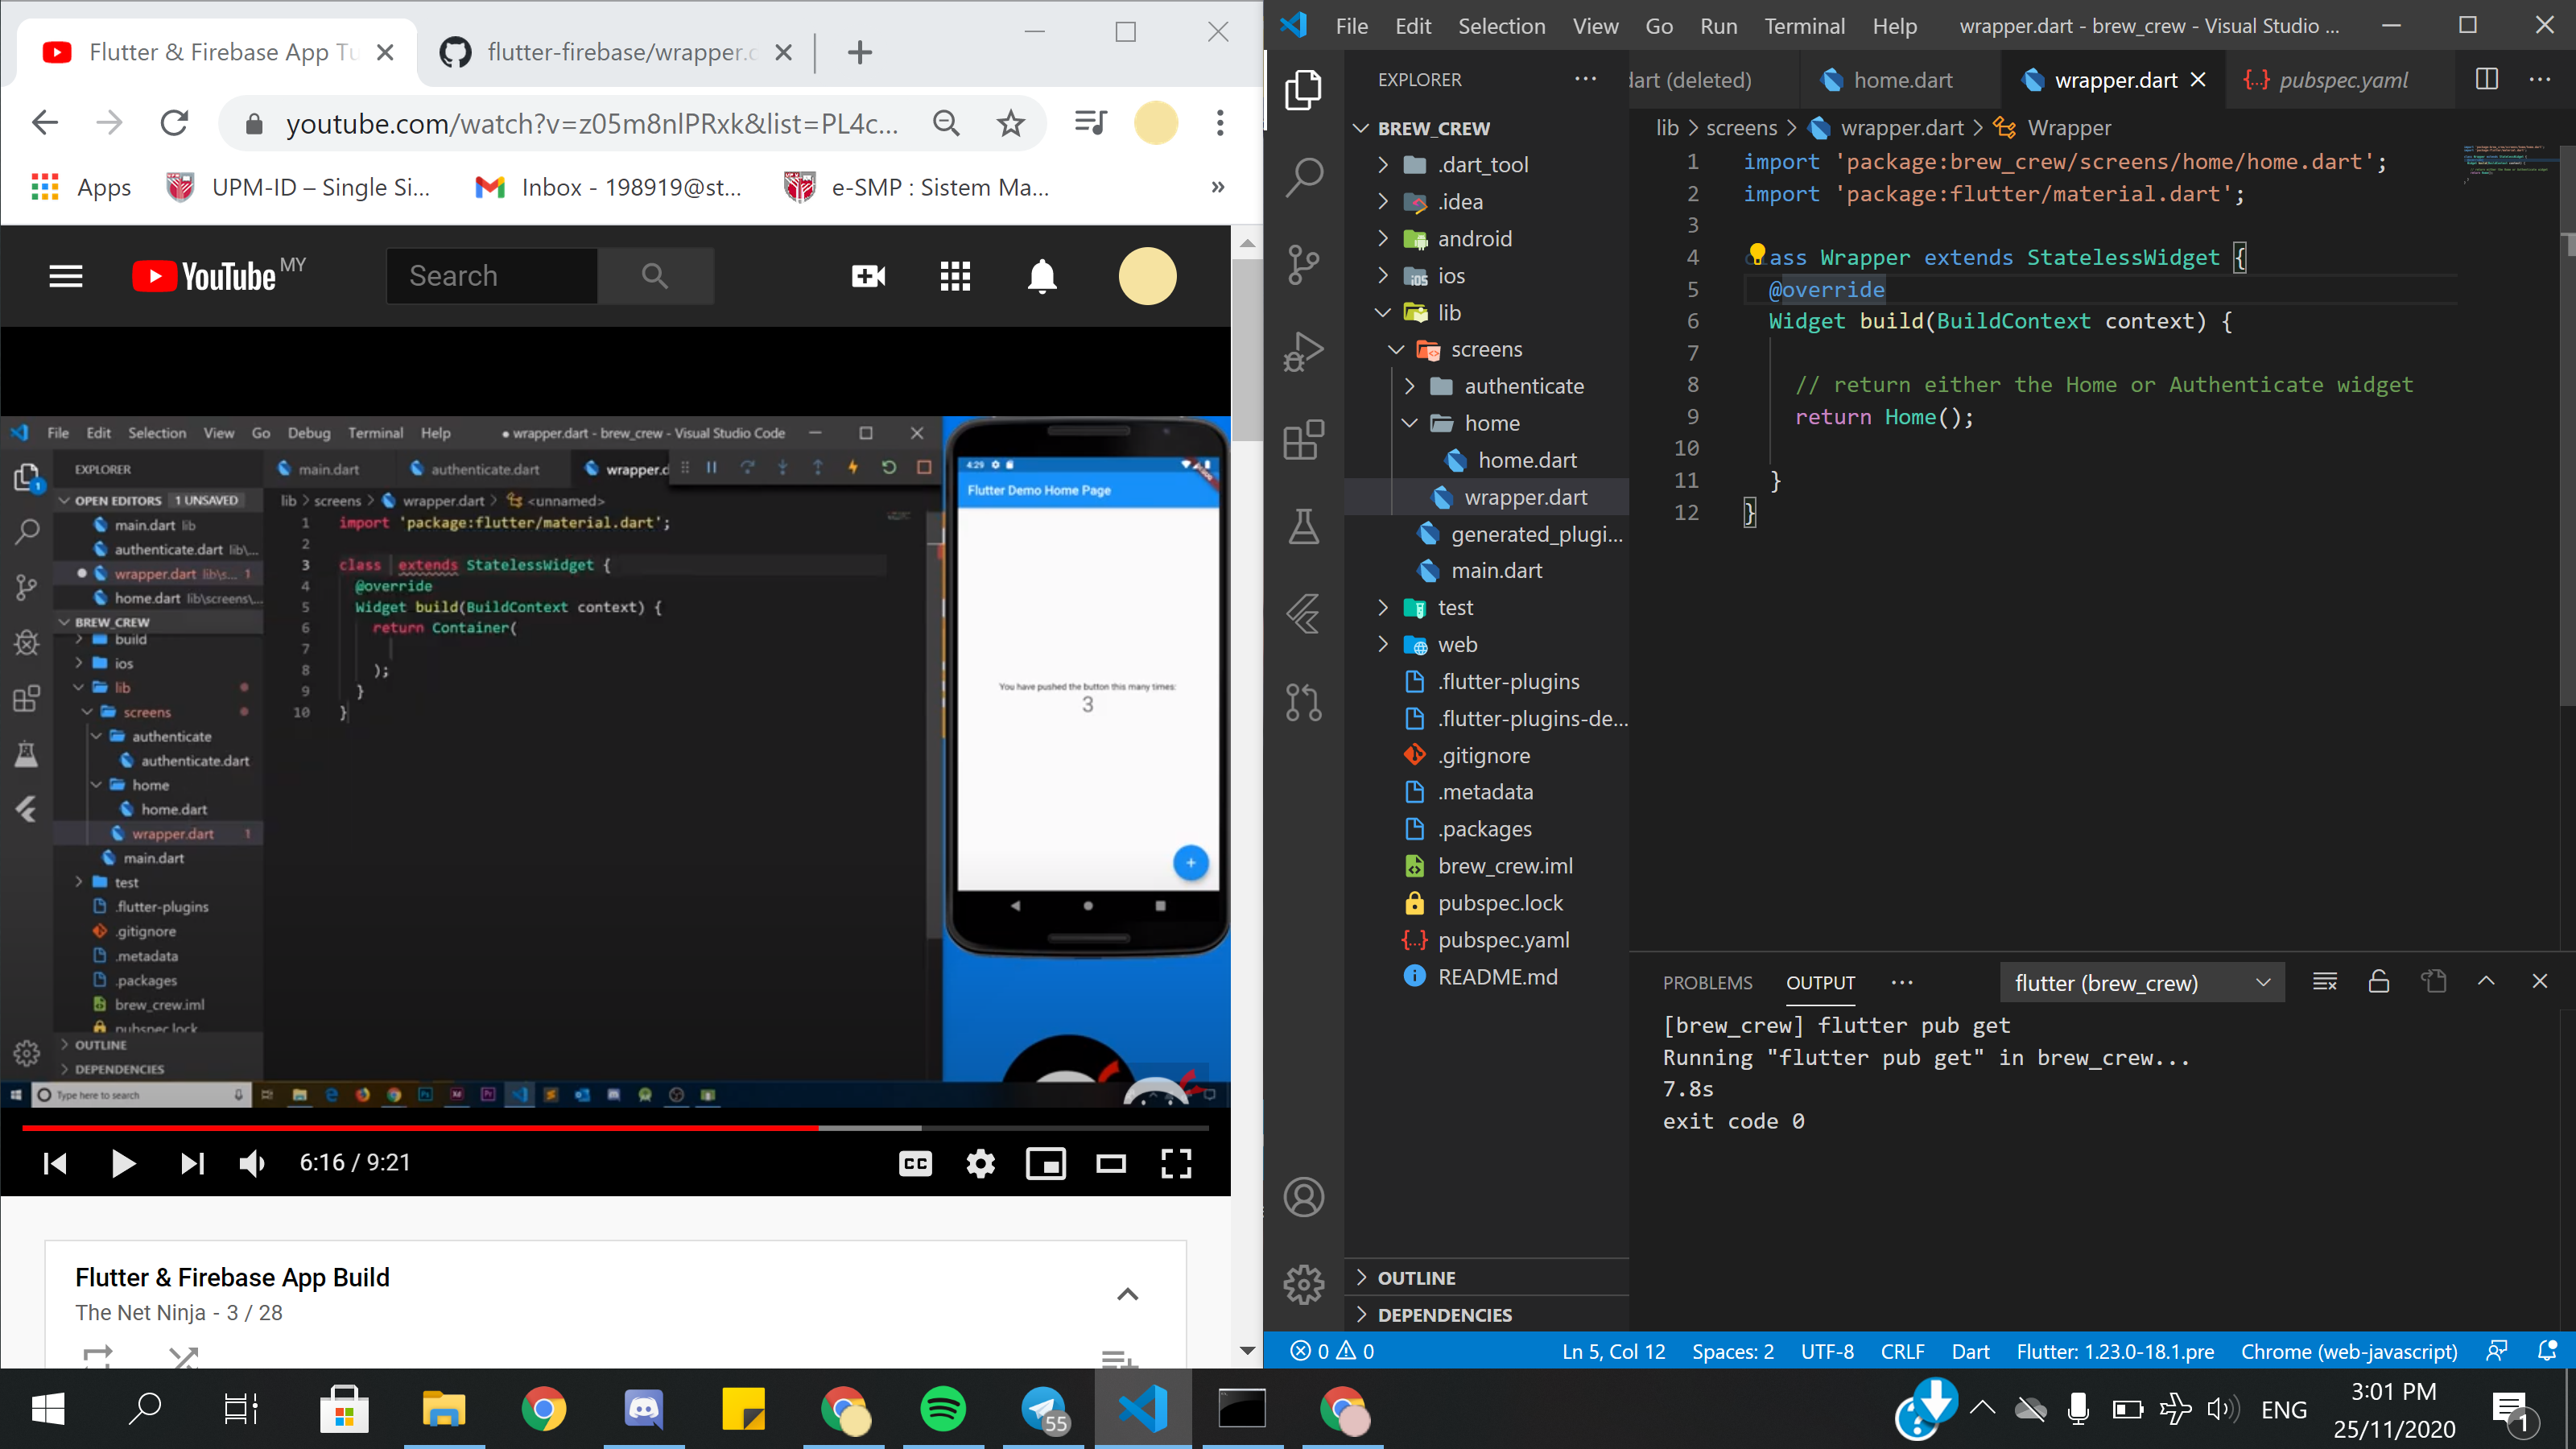 Flutter & Firebase App Tu
flutter-firebase/wrapper.c
youtube.com/watch?v=z05m8nlPRxk&list=PL4c...
Apps
UPM-ID – Single Si...
Inbox - 198919@st...
e-SMP : Sistem Ma...
»
YouTube MY
Search
File Edit Selection View Go Debug Terminal Help
● wrapper.dart - brew_crew - Visual Studio Code
EXPLORER
main.dart
authenticate.dart
wrapper.d
OPEN EDITORS 1 UNSAVED
main.dart lib
authenticate.dart lib\...
wrapper.dart lib\s... 1
home.dart lib\screens\...
BREW_CREW
build
ios
lib
screens
authenticate
authenticate.dart
home
home.dart
wrapper.dart 1
main.dart
test
.flutter-plugins
.gitignore
.metadata
.packages
brew_crew.iml
pubspec.lock
OUTLINE
DEPENDENCIES
lib > screens > wrapper.dart > <unnamed>
1 import 'package:flutter/material.dart';
2
3 class extends StatelessWidget {
4 @override
5 Widget build(BuildContext context) {
6 return Container(
7
8 );
9 }
10 }
4:29
Flutter Demo Home Page
You have pushed the button this many times:
3
+
Type here to search
6:16 / 9:21
CC
Flutter & Firebase App Build
The Net Ninja - 3 / 28
File Edit Selection View Go Run Terminal Help
wrapper.dart - brew_crew - Visual Studio ...
EXPLORER
dart (deleted)
home.dart
wrapper.dart
pubspec.yaml
BREW_CREW
.dart_tool
.idea
android
ios
lib
screens
authenticate
home
home.dart
wrapper.dart
generated_plugi...
main.dart
test
web
.flutter-plugins
.flutter-plugins-de...
.gitignore
.metadata
.packages
brew_crew.iml
pubspec.lock
pubspec.yaml
README.md
OUTLINE
DEPENDENCIES
lib > screens > wrapper.dart > Wrapper
1 import 'package:brew_crew/screens/home/home.dart';
2 import 'package:flutter/material.dart';
3
4 ass Wrapper extends StatelessWidget {
5 @override
6 Widget build(BuildContext context) {
7
8 // return either the Home or Authenticate widget
9 return Home();
10
11 }
12 }
PROBLEMS OUTPUT ... flutter (brew_crew)
[brew_crew] flutter pub get
Running "flutter pub get" in brew_crew...
7.8s
exit code 0
0 0
Ln 5, Col 12 Spaces: 2 UTF-8 CRLF Dart Flutter: 1.23.0-18.1.pre Chrome (web-javascript)
55
ENG
3:01 PM
25/11/2020
1